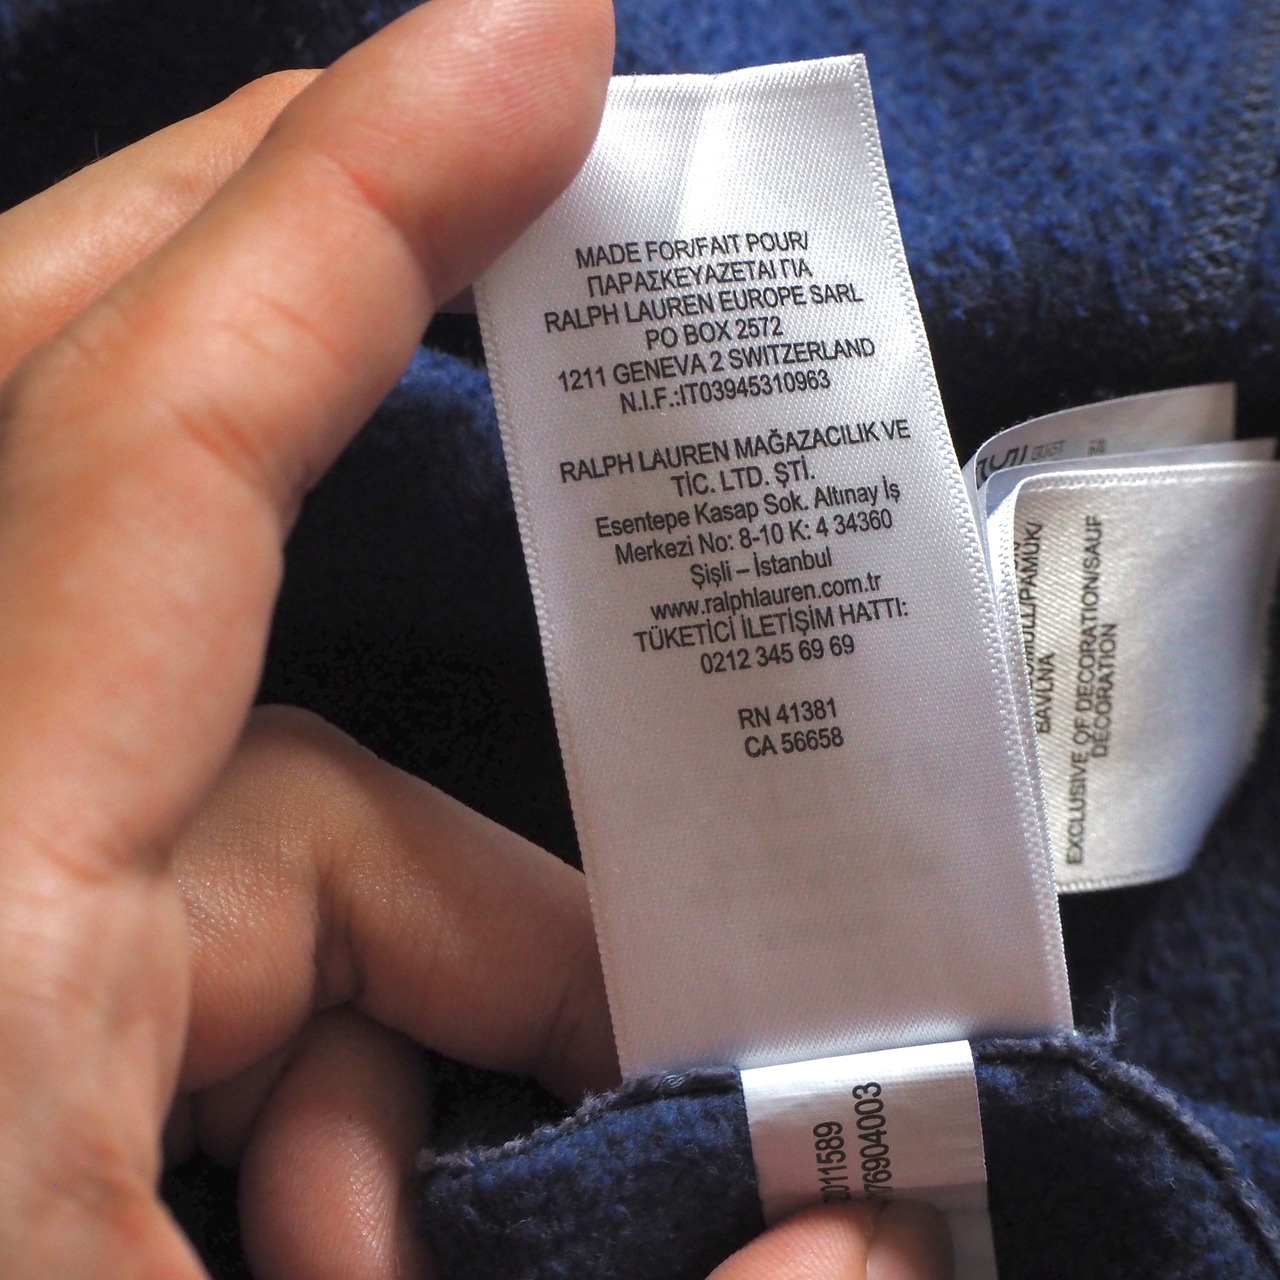 MADE FOR/FAIT POUR/
ΠΑΡΑΣΚΕΥΑΖΕΤΑΙ ΓΙΑ
RALPH LAUREN EUROPE SARL
PO BOX 2572
1211 GENEVA 2 SWITZERLAND
N.I.F.:IT03945310963
RALPH LAUREN MAĞAZACILIK VE
TİC. LTD. ŞTİ.
Esentepe Kasap Sok. Altınay İş
Merkezi No: 8-10 K: 4 34360
Şişli – İstanbul
www.ralphlauren.com.tr
TÜKETİCİ İLETİŞİM HATTI:
0212 345 69 69
RN 41381
CA 56658
BAVLNA
EXCLUSIVE OF DECORATION/SAUF
DÉCORATION